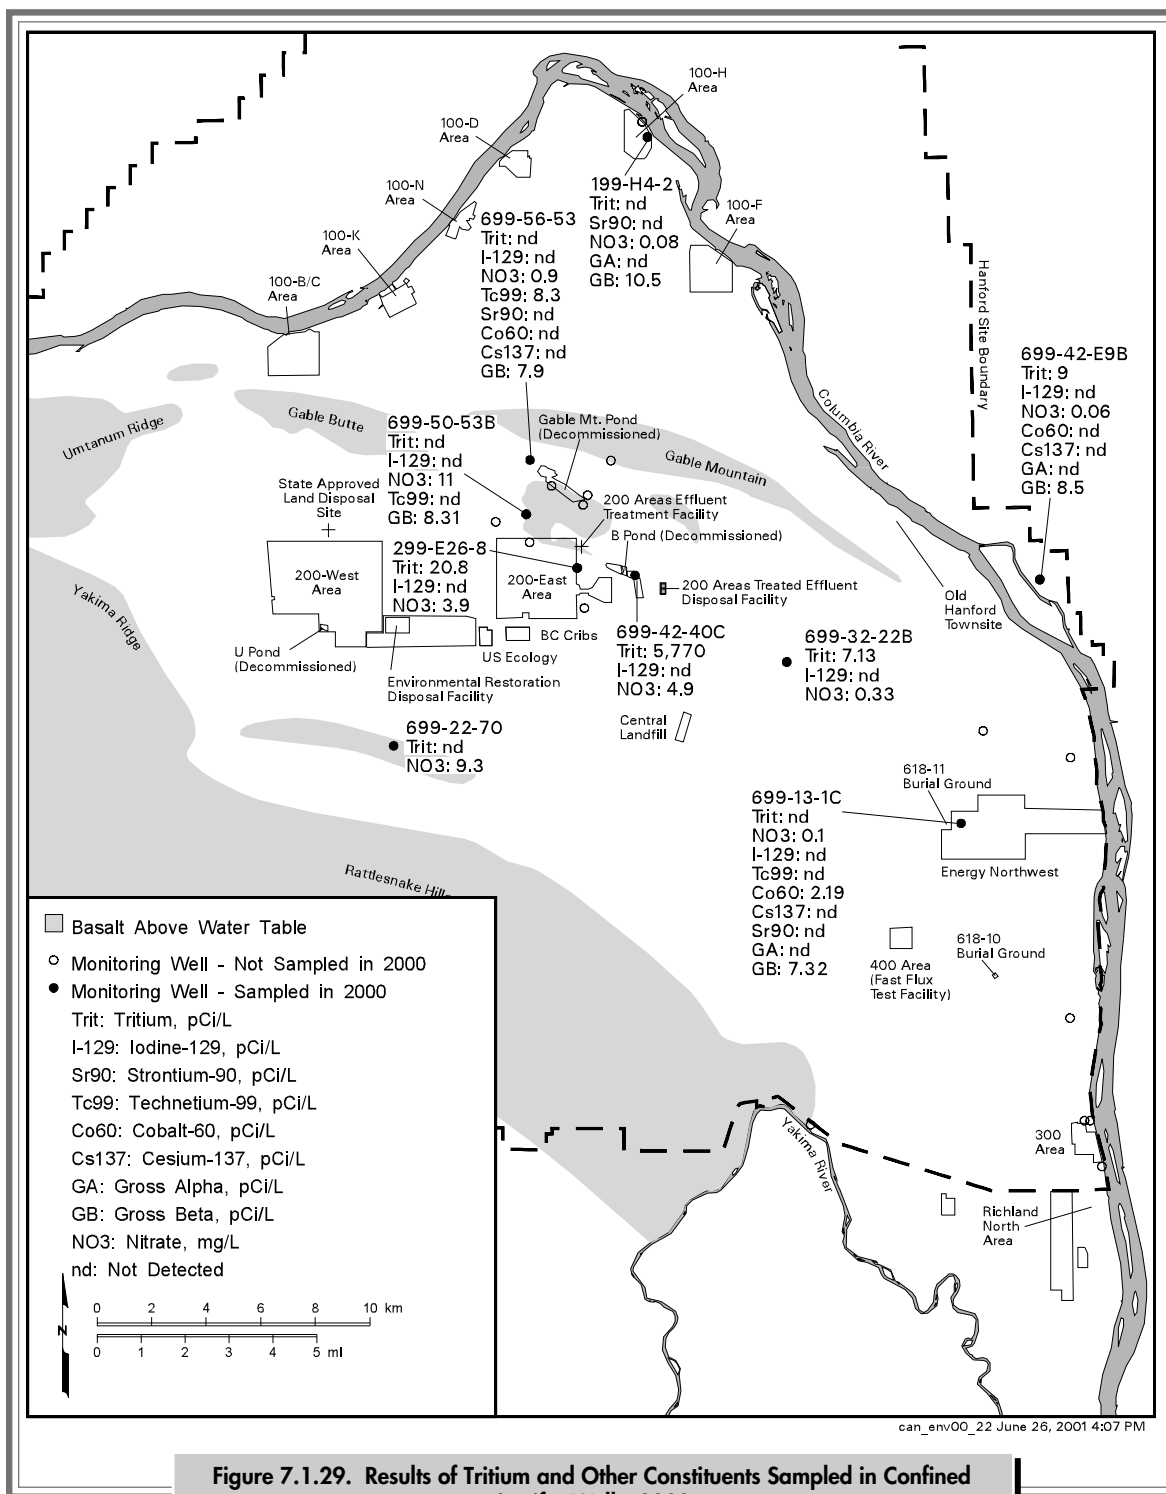 100-H
Area
100-D
Area
100-N
Area
100-K
Area
100-B/C
Area
100-F
Area
199-H4-2
Trit: nd
Sr90: nd
NO3: 0.08
GA: nd
GB: 10.5
699-56-53
Trit: nd
I-129: nd
NO3: 0.9
Tc99: 8.3
Sr90: nd
Co60: nd
Cs137: nd
GB: 7.9
Hanford Site Boundary
699-42-E9B
Trit: 9
I-129: nd
NO3: 0.06
Co60: nd
Cs137: nd
GA: nd
GB: 8.5
Columbia River
Umtanum Ridge
Gable Butte
Gable Mt. Pond
(Decommissioned)
Gable Mountain
699-50-53B
Trit: nd
I-129: nd
NO3: 11
Tc99: nd
GB: 8.31
State Approved
Land Disposal
Site
200 Areas Effluent
Treatment Facility
B Pond (Decommissioned)
299-E26-8
Trit: 20.8
I-129: nd
NO3: 3.9
200-West
Area
200-East
Area
200 Areas Treated Effluent
Disposal Facility
Old
Hanford
Townsite
Yakima Ridge
U Pond
(Decommissioned)
BC Cribs
US Ecology
Environmental Restoration
Disposal Facility
699-42-40C
Trit: 5,770
I-129: nd
NO3: 4.9
699-32-22B
Trit: 7.13
I-129: nd
NO3: 0.33
Central
Landfill
699-22-70
Trit: nd
NO3: 9.3
618-11
Burial Ground
699-13-1C
Trit: nd
NO3: 0.1
I-129: nd
Tc99: nd
Co60: 2.19
Cs137: nd
Sr90: nd
GA: nd
GB: 7.32
Energy Northwest
Rattlesnake Hills
400 Area
(Fast Flux
Test Facility)
618-10
Burial Ground
300
Area
Yakima River
Richland
North
Area
Basalt Above Water Table
Monitoring Well - Not Sampled in 2000
Monitoring Well - Sampled in 2000
Trit: Tritium, pCi/L
I-129: Iodine-129, pCi/L
Sr90: Strontium-90, pCi/L
Tc99: Technetium-99, pCi/L
Co60: Cobalt-60, pCi/L
Cs137: Cesium-137, pCi/L
GA: Gross Alpha, pCi/L
GB: Gross Beta, pCi/L
NO3: Nitrate, mg/L
nd: Not Detected
N
0 2 4 6 8 10 km
0 1 2 3 4 5 mi
can_env00_22 June 26, 2001 4:07 PM
Figure 7.1.29. Results of Tritium and Other Constituents Sampled in Confined